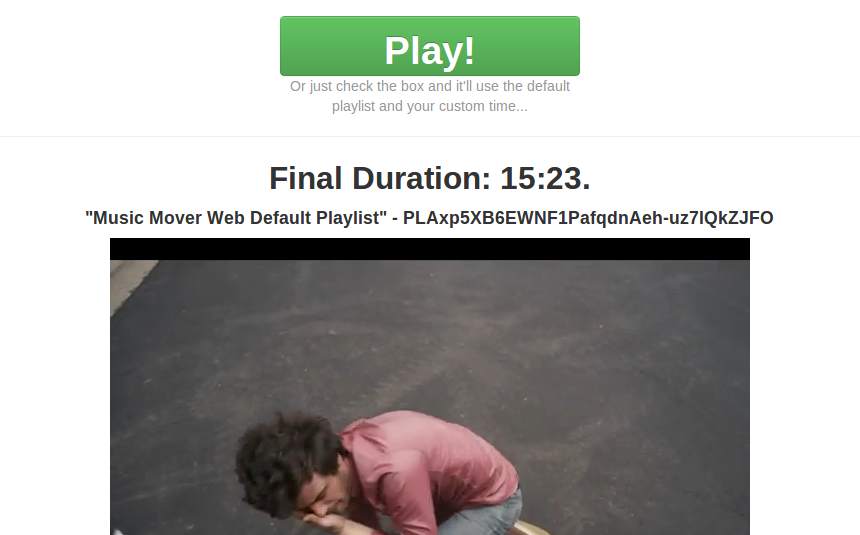 Play!
Or just check the box and it'll use the default
playlist and your custom time...
Final Duration: 15:23.
"Music Mover Web Default Playlist" - PLAxp5XB6EWNF1PafqdnAeh-uz7IQkZJFO